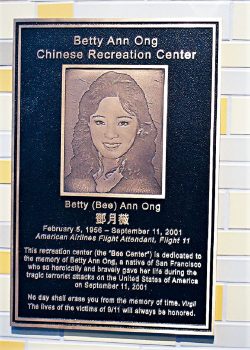 Betty Ann Ong
Chinese Recreation Center
Betty (Bee) Ann Ong
鄧月薇
February 5, 1956 – September 11, 2001
American Airlines Flight Attendant, Flight 11
This recreation center (the "Bee Center") is dedicated to
the memory of Betty Ann Ong, a native of San Francisco
who so heroically and bravely gave her life during the
tragic terrorist attacks on the United States of America
on September 11, 2001
No day shall erase you from the memory of time. Virgil
The lives of the victims of 9/11 will always be honored.